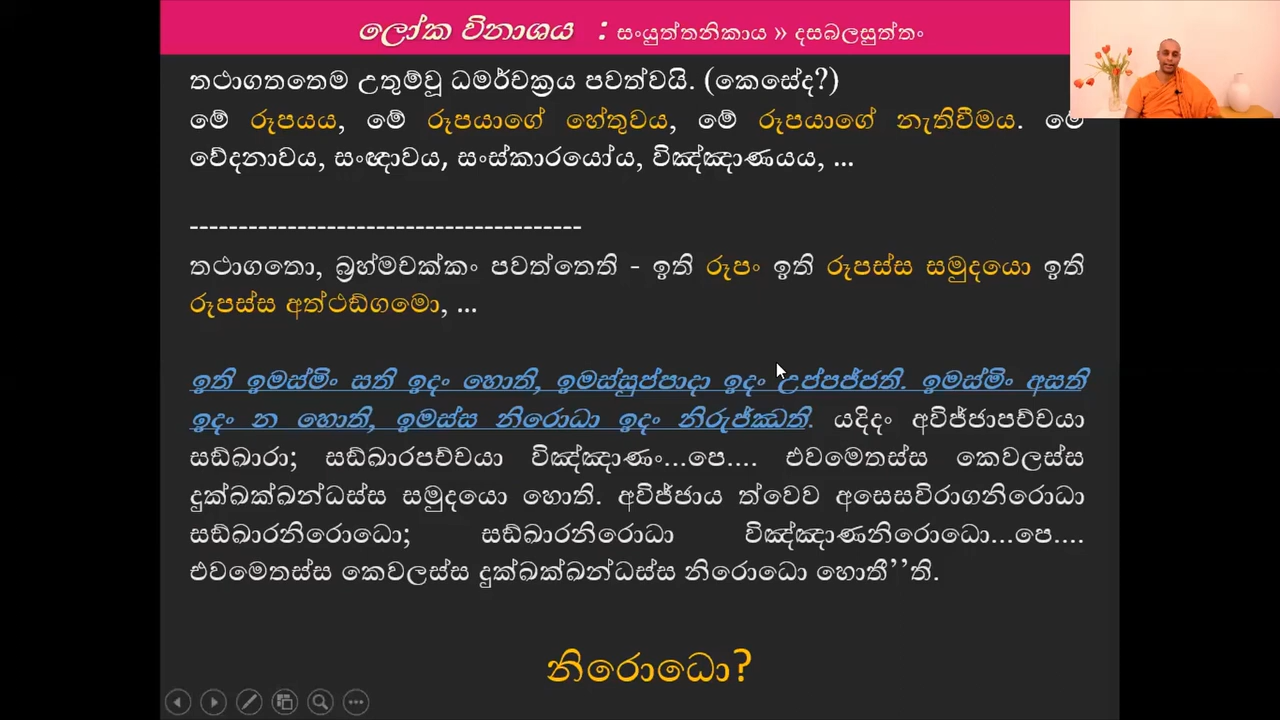 ලෝක විනාශය : සංයුත්තනිකාය » දසබලසුත්තං
තථාගතතෙම උතුම්වූ ධර්මචක්‍රය පවත්වයි. (කෙසේද?)
මේ රූපයය, මේ රූපයාගේ හේතුවය, මේ රූපයාගේ නැතිවීමය. මේ
වේදනාවය, සංඥාවය, සංස්කාරයෝය, විඤ්ඤාණයය, ...
---------------------------------------
තථාගතො, බ්‍රහ්මචක්කං පවත්තෙති - ඉති රූපං ඉති රූපස්ස සමුදයො ඉති
රූපස්ස අත්ථඞ්ගමො, ...
ඉති ඉමස්මිං සති ඉදං හොති, ඉමස්සුප්පාදා ඉදං උප්පජ්ජති. ඉමස්මිං අසති
ඉදං න හොති, ඉමස්ස නිරොධා ඉදං නිරුජ්ඣති. යදිදං අවිජ්ජාපච්චයා
සඞ්ඛාරා; සඞ්ඛාරපච්චයා විඤ්ඤාණං...පෙ.... එවමෙතස්ස කෙවලස්ස
දුක්ඛක්ඛන්ධස්ස සමුදයො හොති. අවිජ්ජාය ත්වෙව අසෙසවිරාගනිරොධා
සඞ්ඛාරනිරොධො; සඞ්ඛාරනිරොධා විඤ්ඤාණනිරොධො...පෙ....
එවමෙතස්ස කෙවලස්ස දුක්ඛක්ඛන්ධස්ස නිරොධො හොතී’’ති.
නිරොධො?